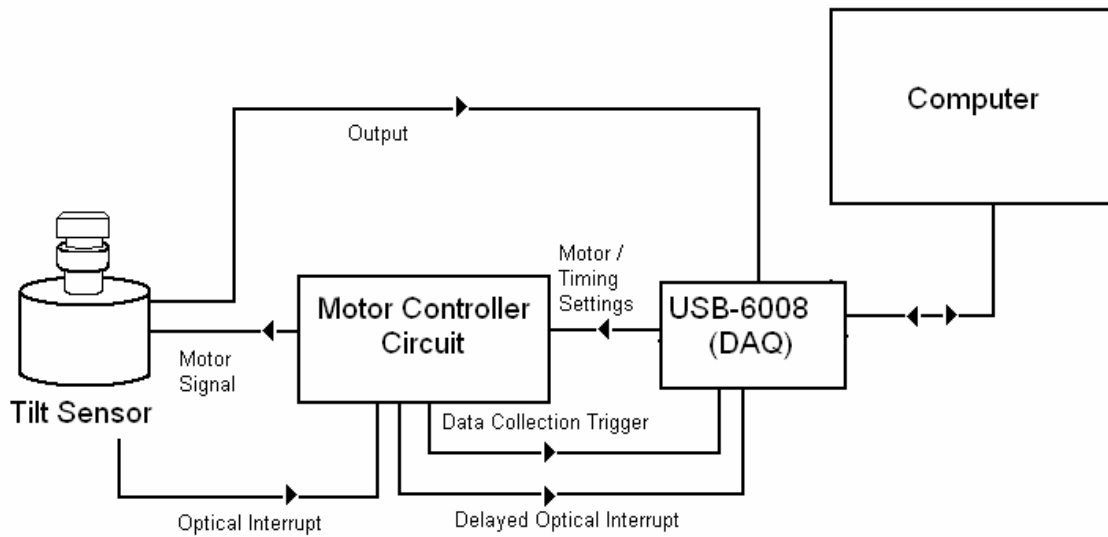 Computer
Output
Motor /
Timing
Settings
Motor Controller
Circuit
USB-6008
(DAQ)
Motor
Signal
Tilt Sensor
Data Collection Trigger
Optical Interrupt
Delayed Optical Interrupt